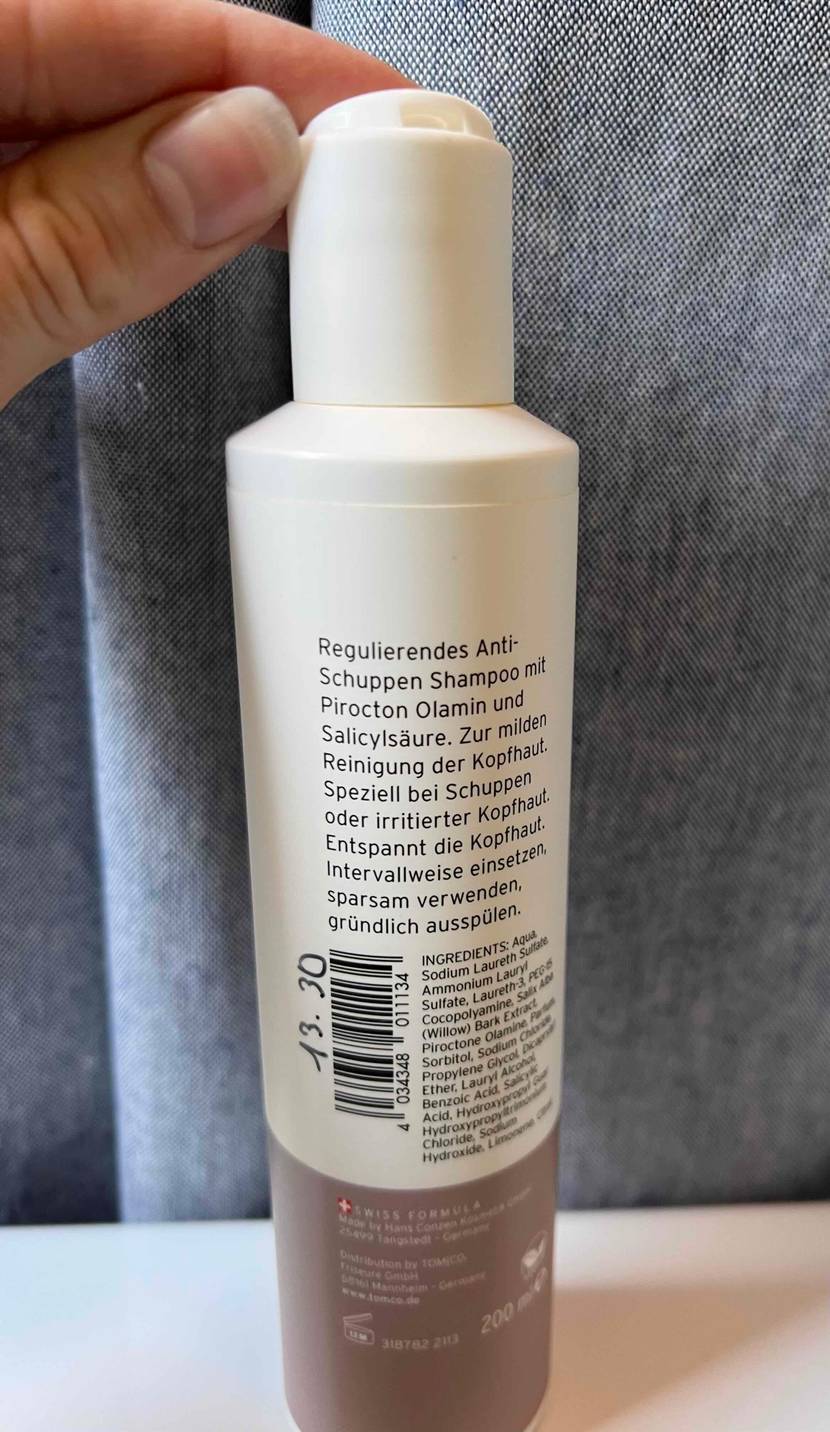 Regulierendes Anti-
Schuppen Shampoo mit
Pirocton Olamin und
Salicylsäure. Zur milden
Reinigung der Kopfhaut.
Speziell bei Schuppen
oder irritierter Kopfhaut.
Entspannt die Kopfhaut.
Intervallweise einsetzen,
sparsam verwenden,
gründlich ausspülen.
13.30
4 034348 011134
INGREDIENTS: Aqua,
Sodium Laureth Sulfate,
Ammonium Lauryl
Sulfate, Laureth-3, PEG-15
Cocopolyamine, Salix Alba
(Willow) Bark Extract,
Piroctone Olamine, Parfum,
Sorbitol, Sodium Chloride,
Propylene Glycol, Dicaprylyl
Ether, Lauryl Alcohol,
Benzoic Acid, Salicylic
Acid, Hydroxypropyl Guar
Hydroxypropyltrimonium
Chloride, Sodium
Hydroxide, Limonene, Citric
SWISS FORMULA
Made by Hans Conzen Kosmetik GmbH
25499 Tangstedt - Germany
Distribution by TOM|CO.
Friseure GmbH
68161 Mannheim - Germany
www.tomco.de
12 M
318782 2113
200 ml